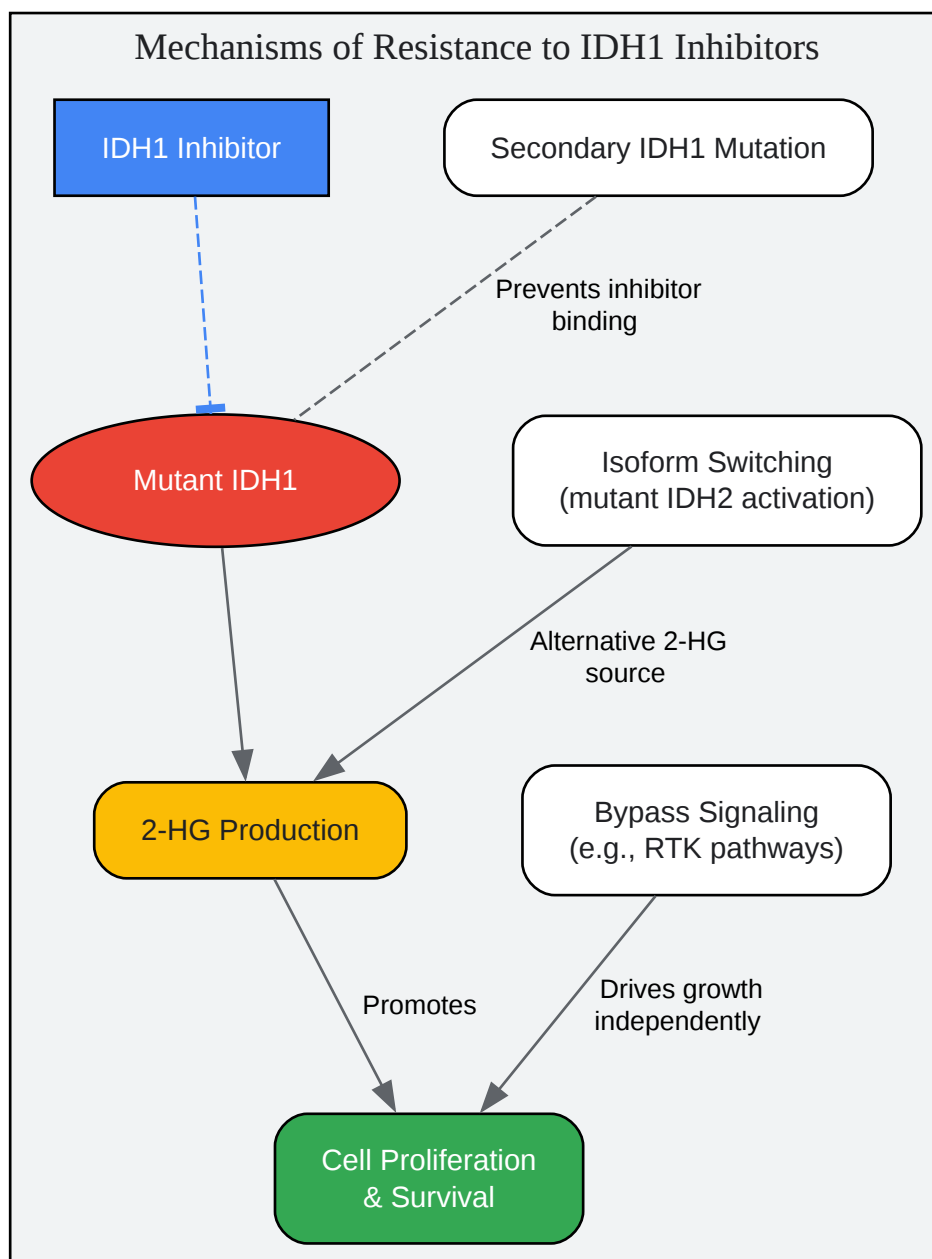 Mechanisms of Resistance to IDH1 Inhibitors
IDH1 Inhibitor
Secondary IDH1 Mutation
Prevents inhibitor
binding
Mutant IDH1
Isoform Switching
(mutant IDH2 activation)
Alternative 2-HG
source
2-HG Production
Bypass Signaling
(e.g., RTK pathways)
Promotes
Drives growth
independently
Cell Proliferation
& Survival